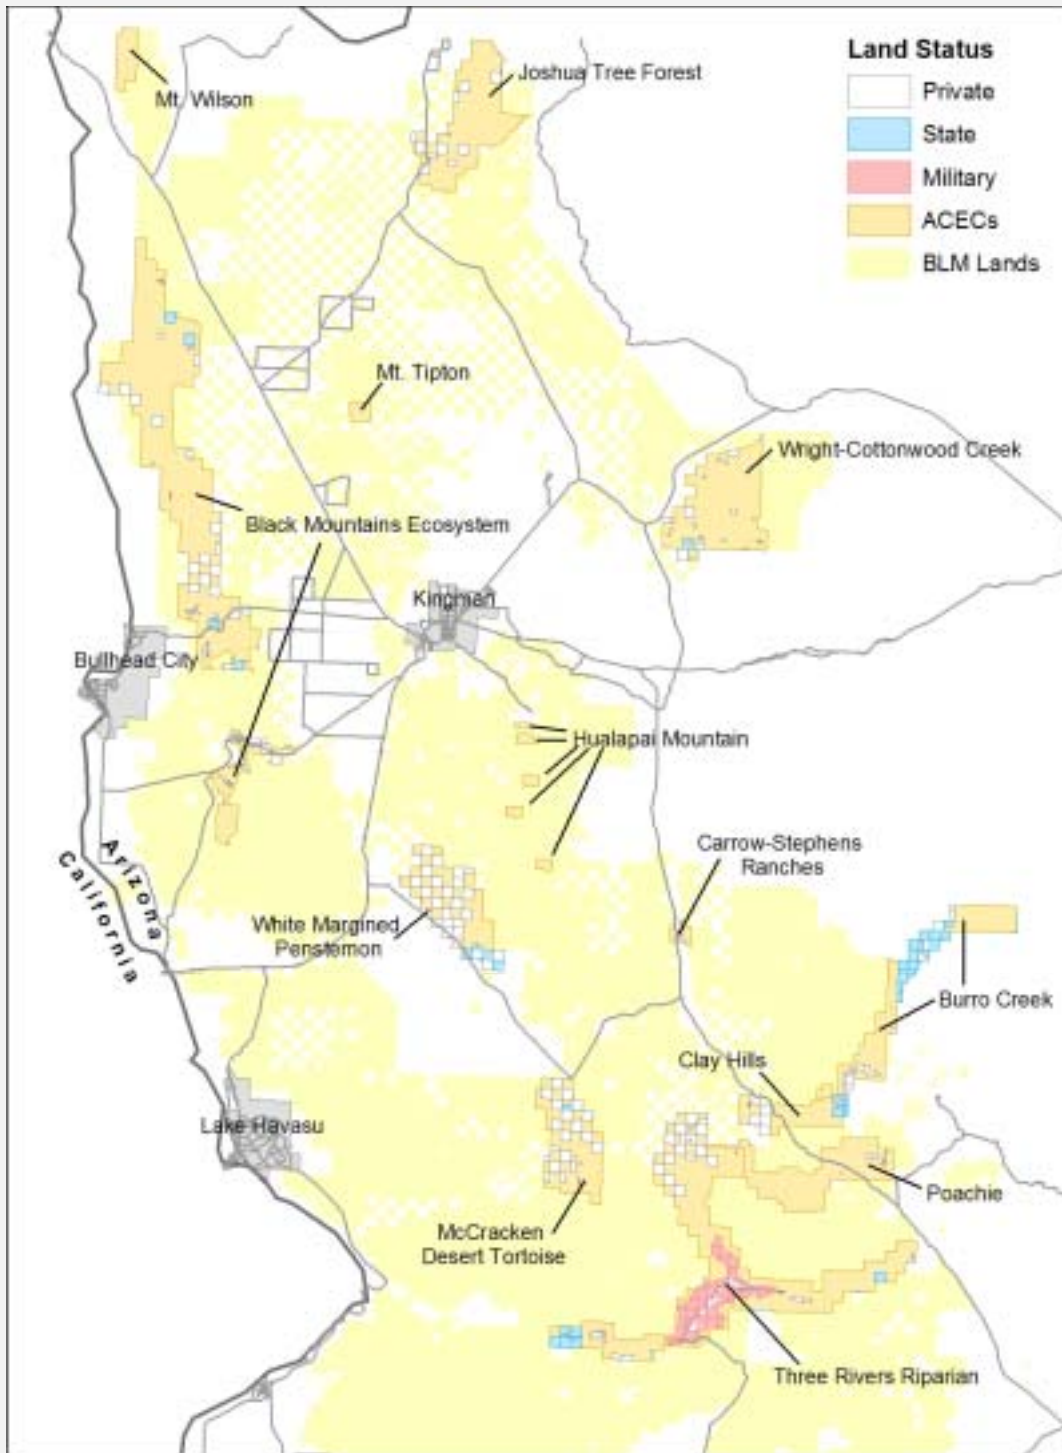 Land Status
Private
State
Military
ACECs
BLM Lands
Mt. Wilson
Joshua Tree Forest
Mt. Tipton
Wright-Cottonwood Creek
Black Mountains Ecosystem
Kingman
Bullhead City
Hualapai Mountain
Arizona
California
Carrow-Stephens
Ranches
White Margined
Penstemon
Burro Creek
Clay Hills
Lake Havasu
Poachie
McCracken
Desert Tortoise
Three Rivers Riparian